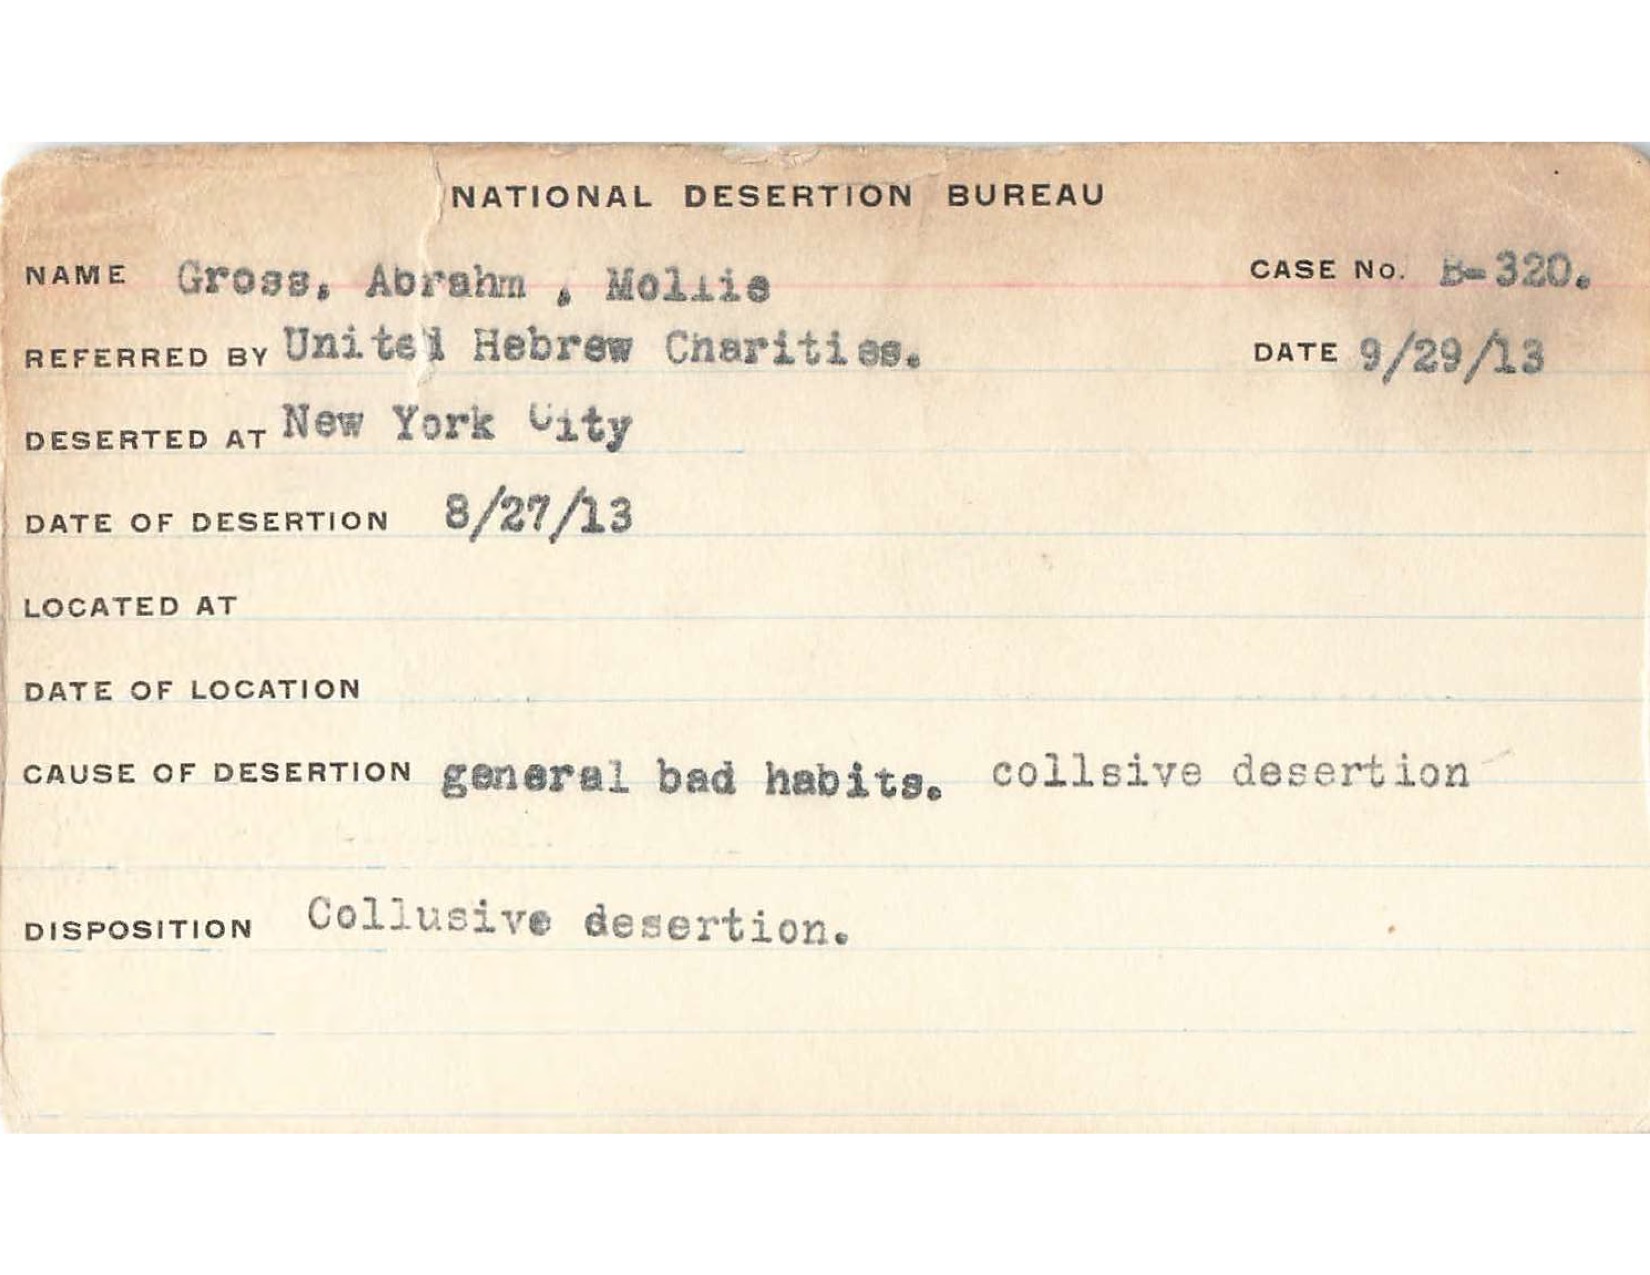 NATIONAL DESERTION BUREAU
NAME Gross, Abrahm , Mollie CASE No. B-320.
REFERRED BY United Hebrew Charities. DATE 9/29/13
DESERTED AT New York City
DATE OF DESERTION 8/27/13
LOCATED AT
DATE OF LOCATION
CAUSE OF DESERTION general bad habits. collsive desertion
DISPOSITION Collusive desertion.